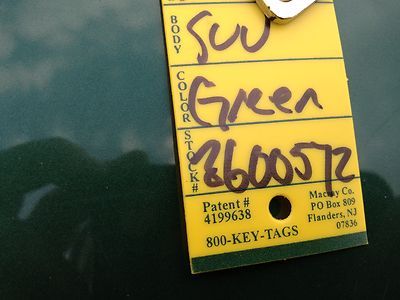 BODY SUV
COLOR Green
STOCK # 2600572
Patent #
4199638
800-KEY-TAGS
Macray Co.
PO Box 809
Flanders, NJ
07836